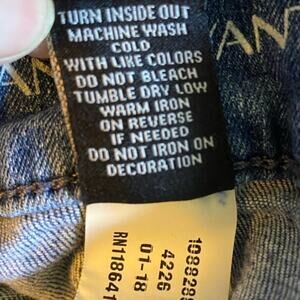 TURN INSIDE OUT
MACHINE WASH
COLD
WITH LIKE COLORS
DO NOT BLEACH
TUMBLE DRY LOW
WARM IRON
ON REVERSE
IF NEEDED
DO NOT IRON ON
DECORATION
4226
01-18